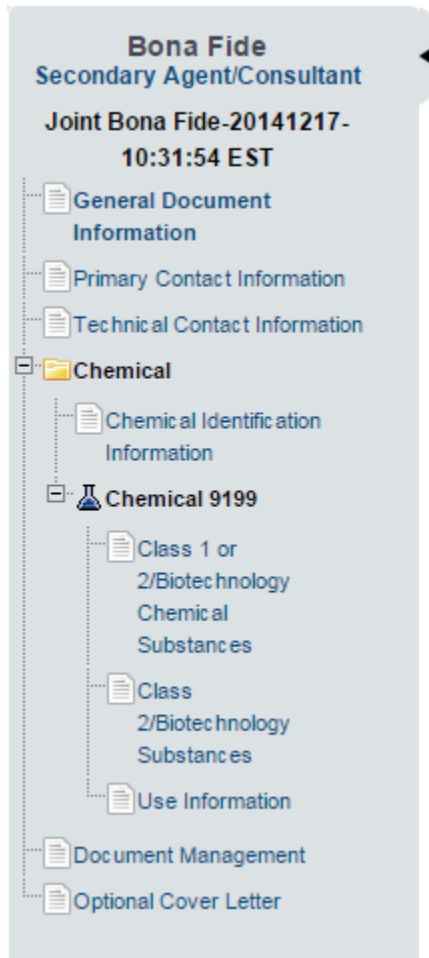 Bona Fide
Secondary Agent/Consultant
Joint Bona Fide-20141217-
10:31:54 EST
General Document
Information
Primary Contact Information
Technical Contact Information
Chemical
Chemical Identification
Information
Chemical 9199
Class 1 or
2/Biotechnology
Chemical
Substances
Class
2/Biotechnology
Substances
Use Information
Document Management
Optional Cover Letter